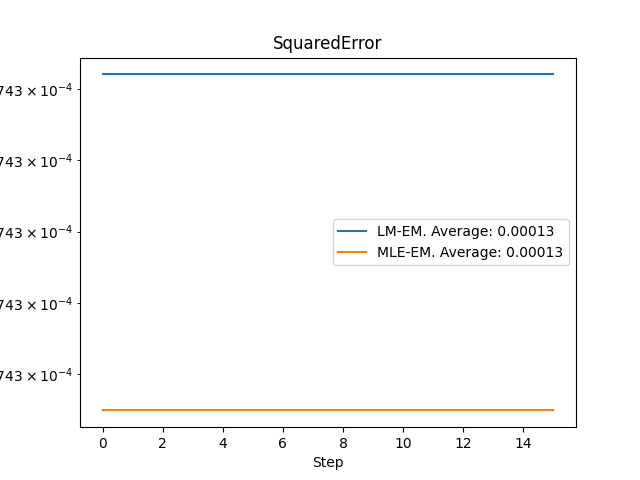 SquaredError
743 × 10⁻⁴
743 × 10⁻⁴
743 × 10⁻⁴
743 × 10⁻⁴
743 × 10⁻⁴
LM-EM. Average: 0.00013
MLE-EM. Average: 0.00013
0 2 4 6 8 10 12 14
Step